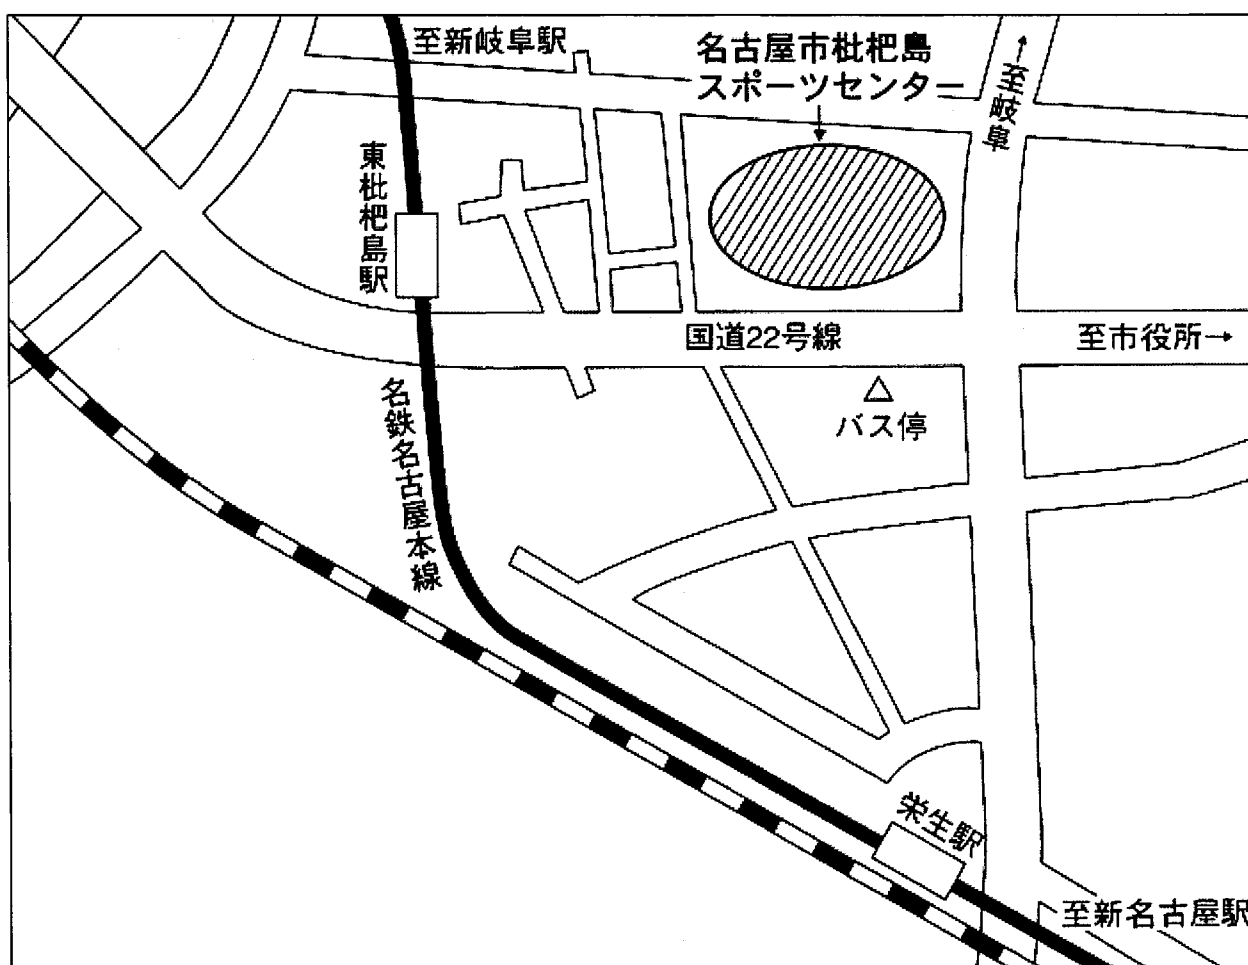 至新岐阜駅
名古屋市枇杷島
スポーツセンター
↑至岐阜
東枇杷島駅
国道22号線
至市役所→
バス停
名鉄名古屋本線
栄生駅
至新名古屋駅